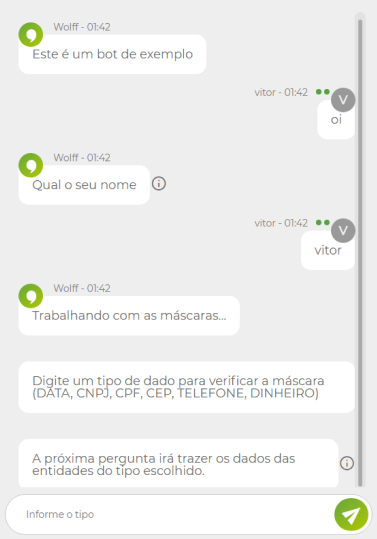 Wolff - 01:42
Este é um bot de exemplo
vitor - 01:42
V
oi
Wolff - 01:42
Qual o seu nome
vitor - 01:42
V
vitor
Wolff - 01:42
Trabalhando com as máscaras...
Digite um tipo de dado para verificar a máscara
(DATA, CNPJ, CPF, CEP, TELEFONE, DINHEIRO)
A próxima pergunta irá trazer os dados das
entidades do tipo escolhido.
Informe o tipo